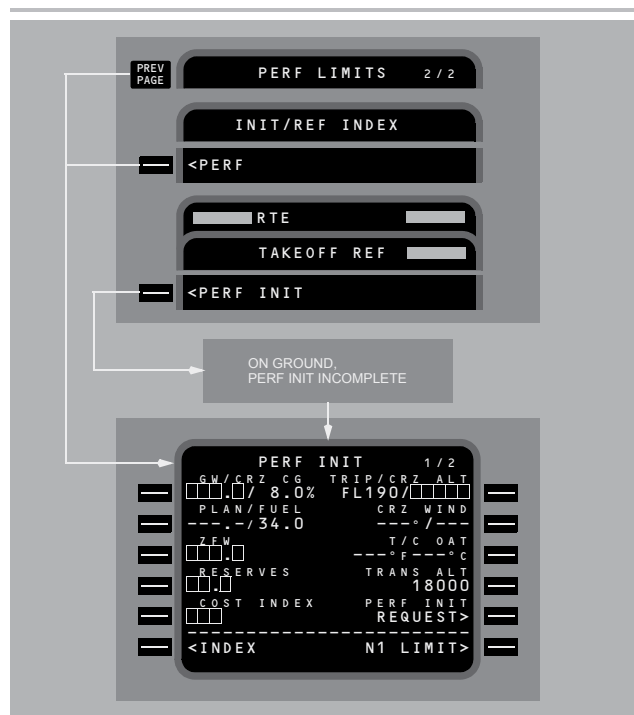 PREV
PAGE
PERF LIMITS 2/2
INIT/REF INDEX
<PERF
RTE
TAKEOFF REF
<PERF INIT
ON GROUND,
PERF INIT INCOMPLETE
PERF INIT 1/2
GW/CRZ CG TRIP/CRZ ALT
□□□.□/ 8.0% FL190/□□□□□
PLAN/FUEL CRZ WIND
---.-/34.0 ---°/---
ZFW T/C OAT
□□□.□ ---°F---°C
RESERVES TRANS ALT
□□.□ 18000
COST INDEX PERF INIT
□□□ REQUEST>
------------------------
<INDEX N1 LIMIT>